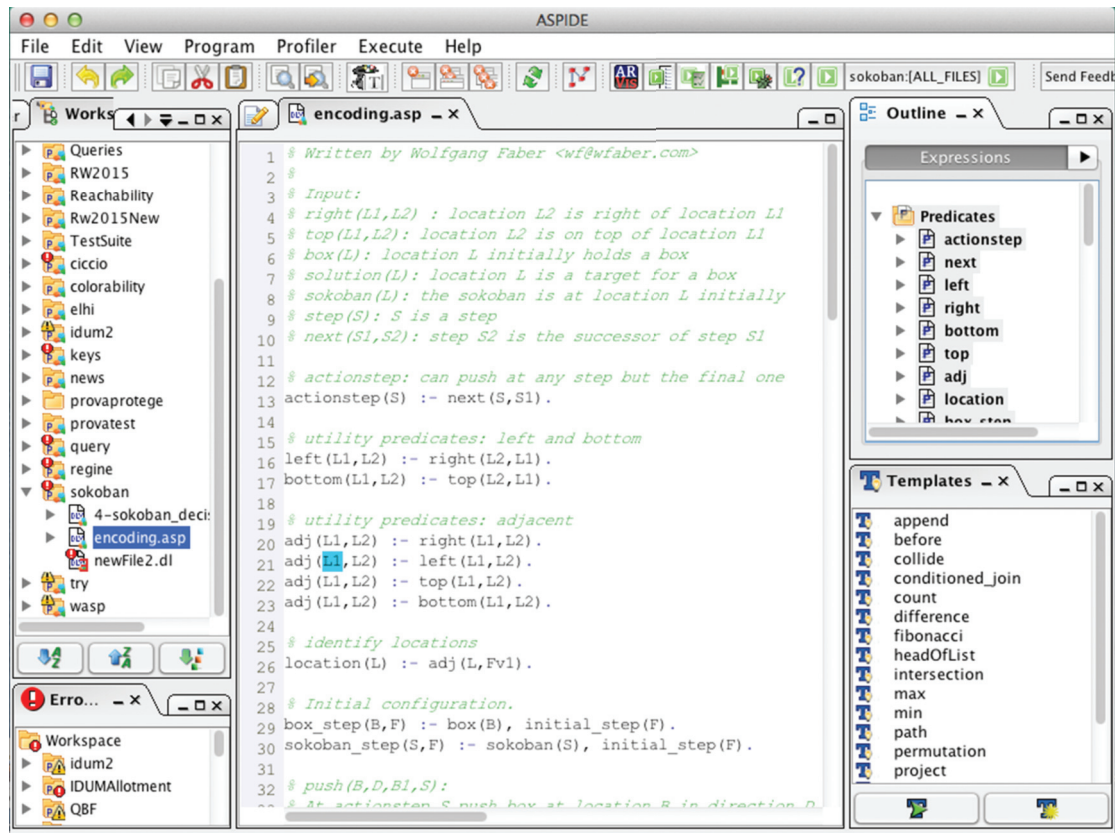 ASPIDE
File Edit View Program Profiler Execute Help
sokoban:[ALL_FILES] Send Feedb
r Works
Queries
RW2015
Reachability
Rw2015New
TestSuite
ciccio
colorability
elhi
idum2
keys
news
provaprotege
provatest
query
regine
sokoban
4-sokoban_deci
encoding.asp
newFile2.dl
try
wasp
Erro...
Workspace
idum2
IDUMAllotment
QBF
encoding.asp
1 % Written by Wolfgang Faber <wf@wfaber.com>
2 %
3 % Input:
4 % right(L1,L2) : location L2 is right of location L1
5 % top(L1,L2): location L2 is on top of location L1
6 % box(L): location L initially holds a box
7 % solution(L): location L is a target for a box
8 % sokoban(L): the sokoban is at location L initially
9 % step(S): S is a step
10 % next(S1,S2): step S2 is the successor of step S1
11
12 % actionstep: can push at any step but the final one
13 actionstep(S) :- next(S,S1).
14
15 % utility predicates: left and bottom
16 left(L1,L2) :- right(L2,L1).
17 bottom(L1,L2) :- top(L2,L1).
18
19 % utility predicates: adjacent
20 adj(L1,L2) :- right(L1,L2).
21 adj(L1,L2) :- left(L1,L2).
22 adj(L1,L2) :- top(L1,L2).
23 adj(L1,L2) :- bottom(L1,L2).
24
25 % identify locations
26 location(L) :- adj(L,Fv1).
27
28 % Initial configuration.
29 box_step(B,F) :- box(B), initial_step(F).
30 sokoban_step(S,F) :- sokoban(S), initial_step(F).
31
32 % push(B,D,B1,S):
% At actionstep S push box at location B in direction D
Outline
Expressions
Predicates
actionstep
next
left
right
bottom
top
adj
location
box_step
Templates
append
before
collide
conditioned_join
count
difference
fibonacci
headOfList
intersection
max
min
path
permutation
project